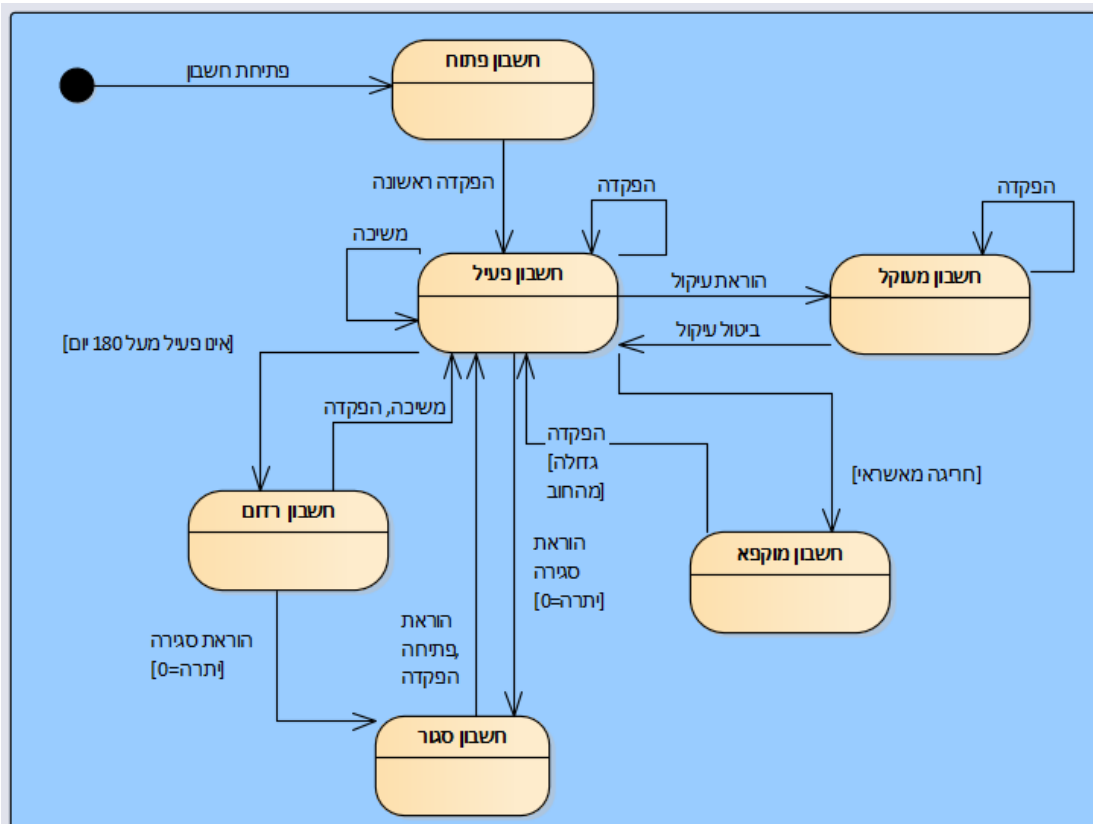 חשבון פתוח
פתיחת חשבון
הפקדה ראשונה
הפקדה
הפקדה
משיכה
חשבון פעיל
חשבון מעוקל
הוראת עיקול
ביטול עיקול
[אינו פעיל מעל 180 יום]
משיכה, הפקדה
הפקדה
[גדולה
מהחוב]
[חריגה מאשראי]
חשבון רדום
חשבון מוקפא
הוראת
סגירה
[יתרה=0]
הוראת סגירה
[יתרה=0]
הוראת
פתיחה,
הפקדה
חשבון סגור